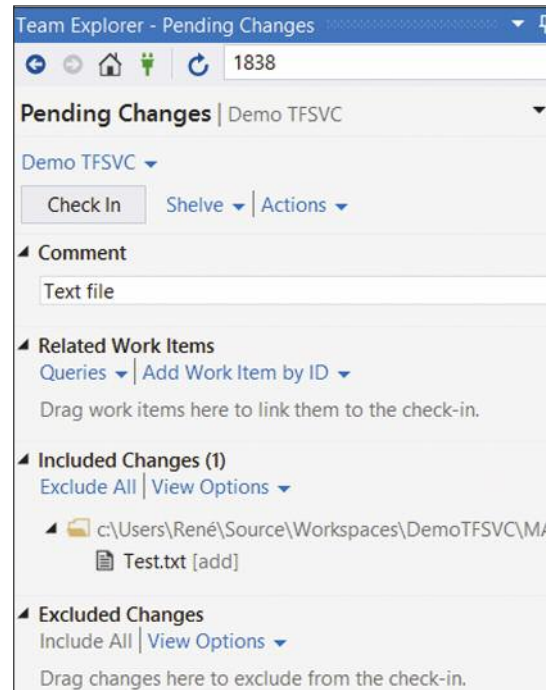 Team Explorer - Pending Changes
1838
Pending Changes | Demo TFSVC
Demo TFSVC
Check In Shelve | Actions
Comment
Text file
Related Work Items
Queries | Add Work Item by ID
Drag work items here to link them to the check-in.
Included Changes (1)
Exclude All | View Options
c:\Users\René\Source\Workspaces\DemoTFSVC\MA
Test.txt [add]
Excluded Changes
Include All | View Options
Drag changes here to exclude from the check-in.